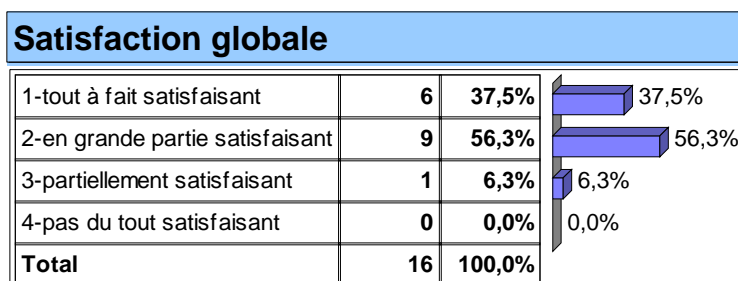 Satisfaction globale
1-tout à fait satisfaisant 6 37,5% 37,5%
2-en grande partie satisfaisant 9 56,3% 56,3%
3-partiellement satisfaisant 1 6,3% 6,3%
4-pas du tout satisfaisant 0 0,0% 0,0%
Total 16 100,0%